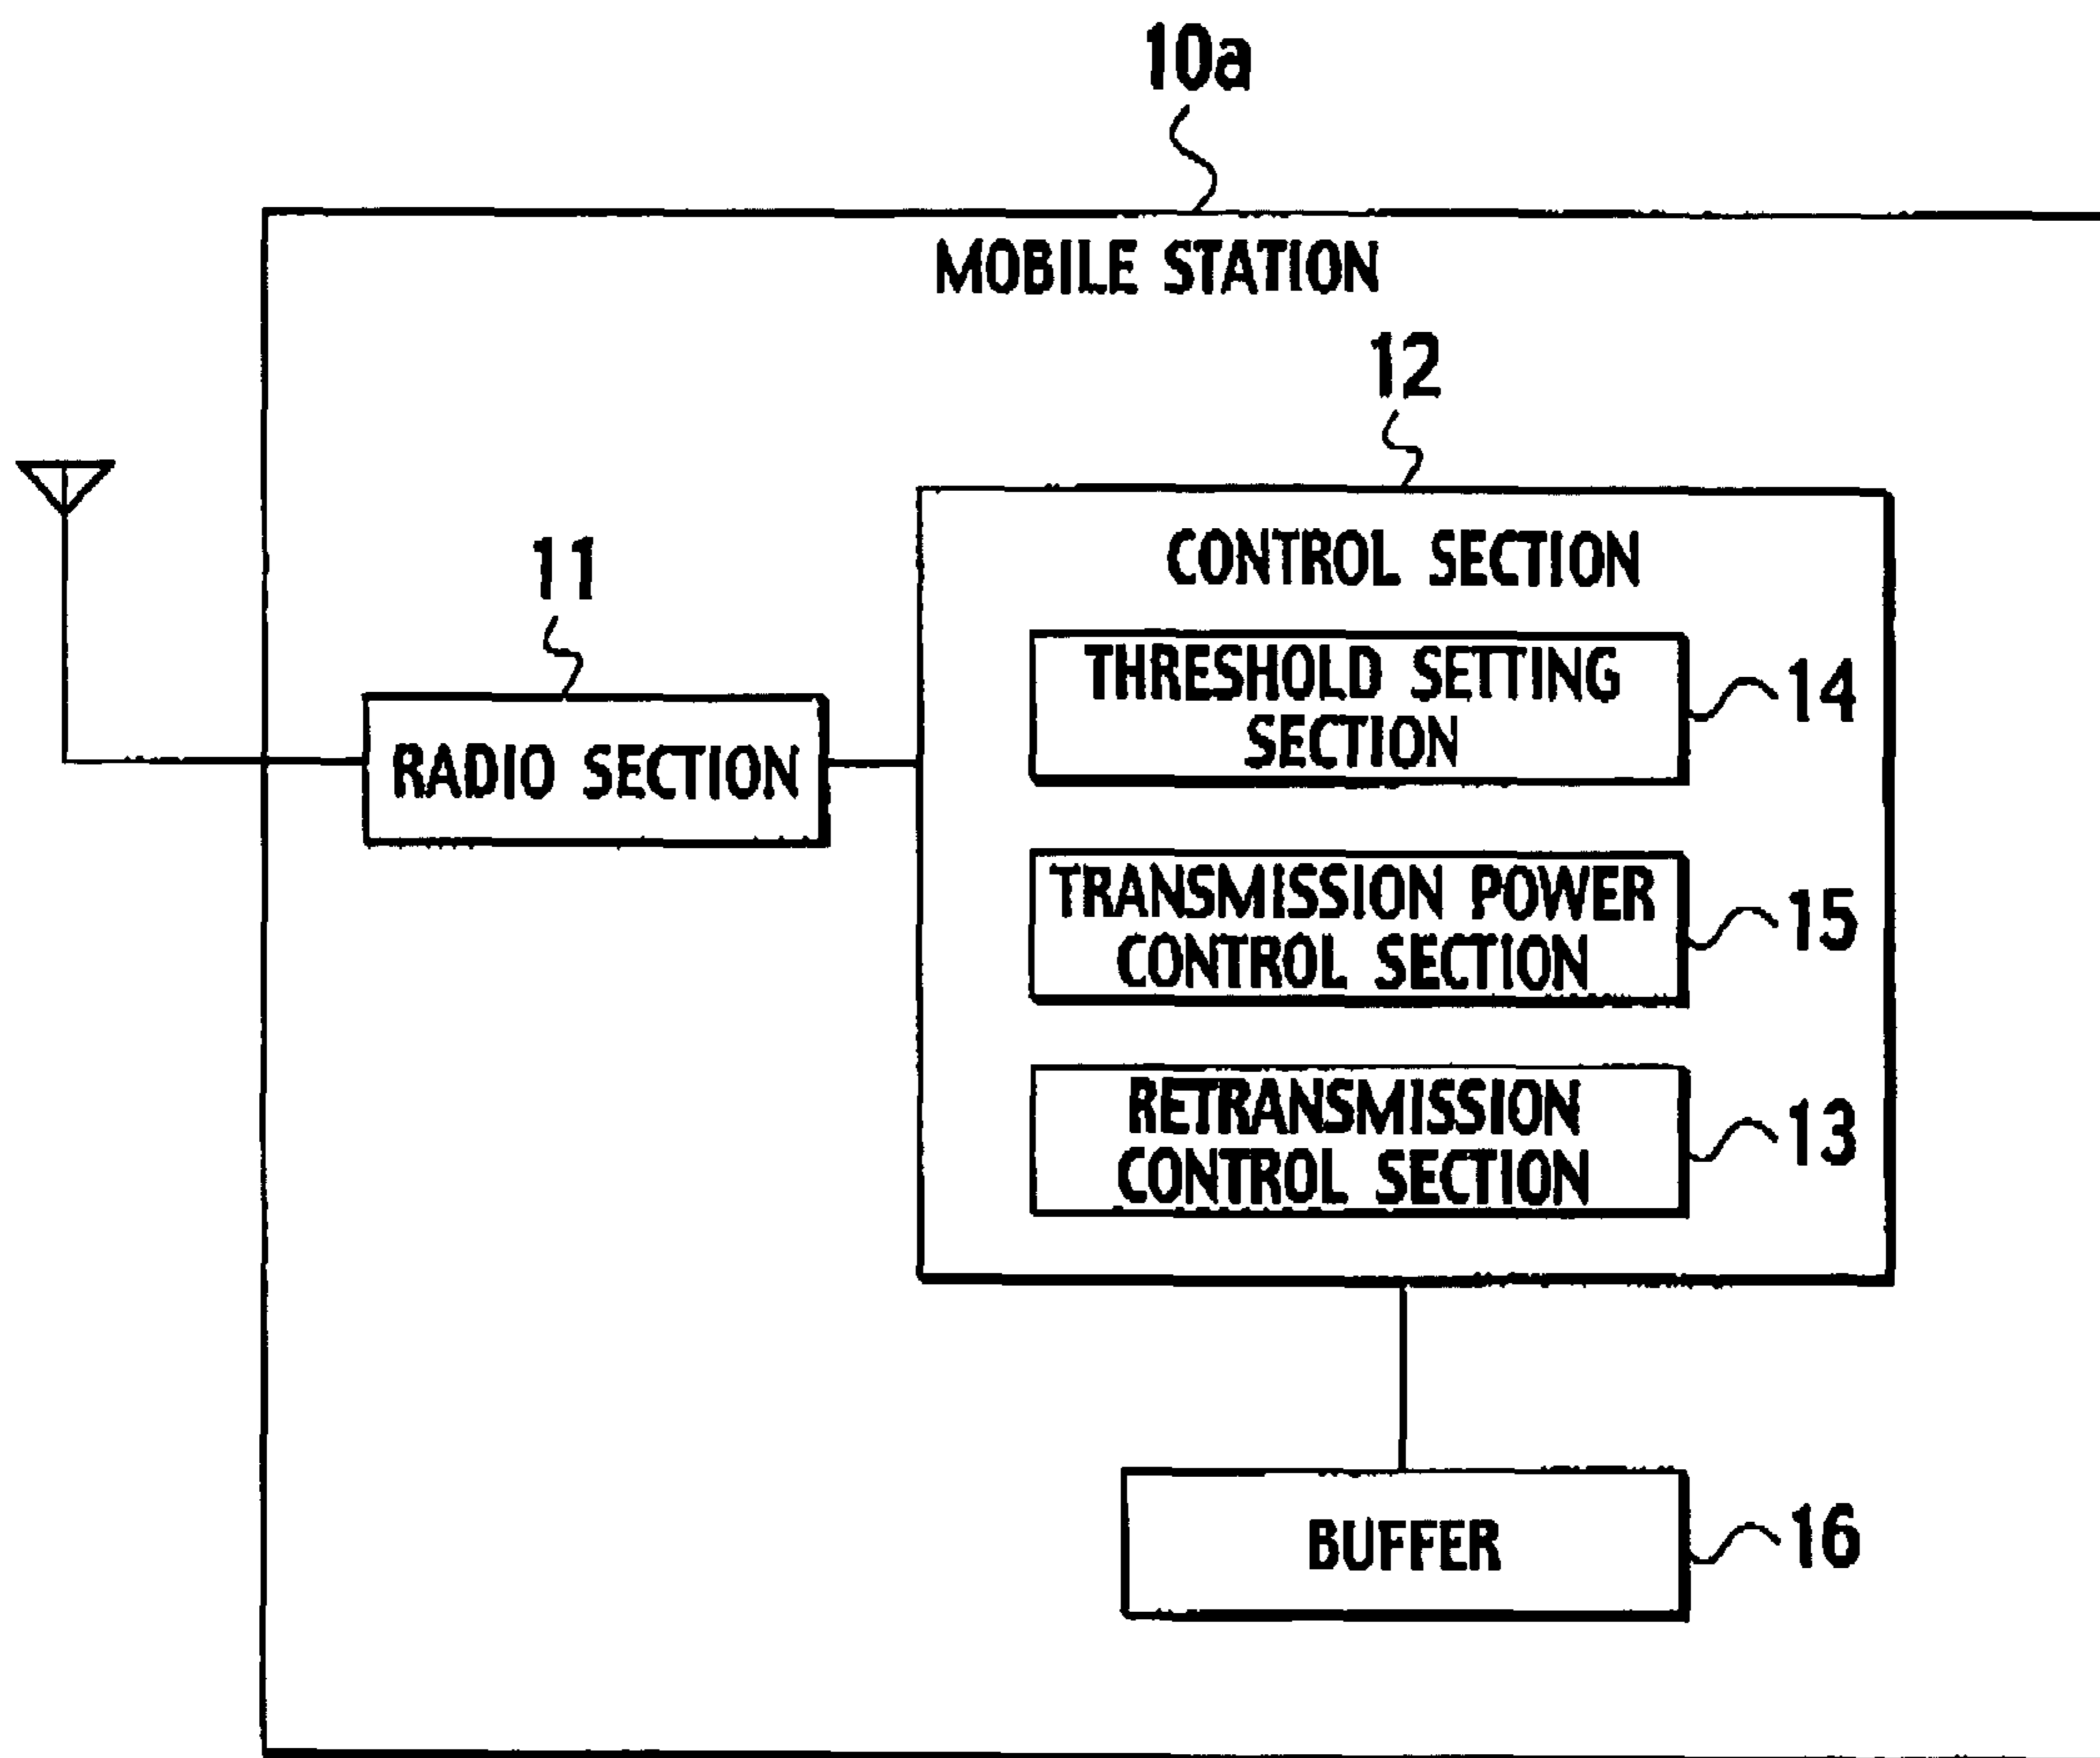 10a
MOBILE STATION
12
CONTROL SECTION
11
RADIO SECTION
THRESHOLD SETTING
SECTION
14
TRANSMISSION POWER
CONTROL SECTION
15
RETRANSMISSION
CONTROL SECTION
13
BUFFER
16